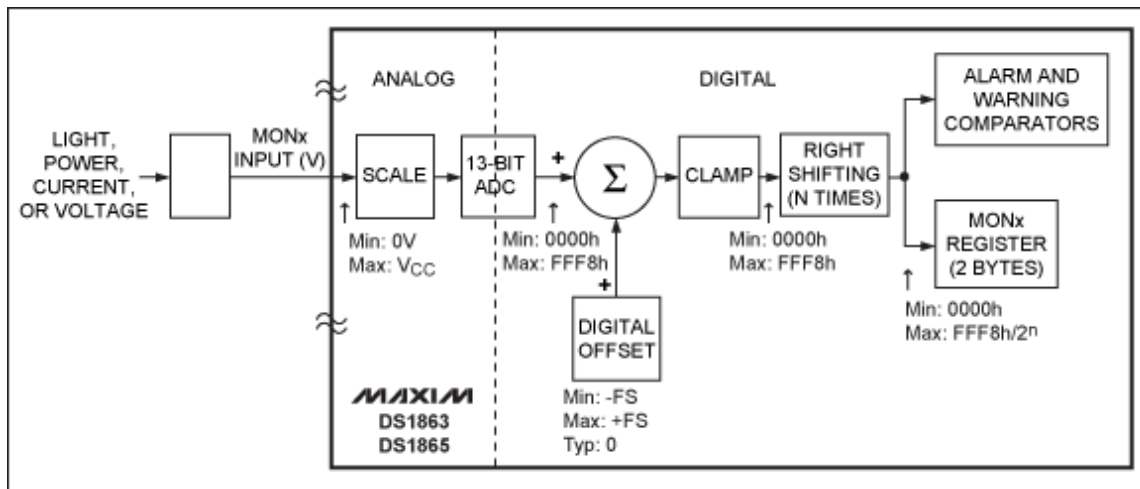 ANALOG
DIGITAL
LIGHT,
POWER,
CURRENT,
OR VOLTAGE
MONx
INPUT (V)
SCALE
13-BIT
ADC
+
Σ
CLAMP
RIGHT
SHIFTING
(N TIMES)
ALARM AND
WARNING
COMPARATORS
MONx
REGISTER
(2 BYTES)
Min: 0V
Max: VCC
Min: 0000h
Max: FFF8h
Min: 0000h
Max: FFF8h
Min: 0000h
Max: FFF8h/2ⁿ
+
DIGITAL
OFFSET
Min: -FS
Max: +FS
Typ: 0
MAXIM
DS1863
DS1865